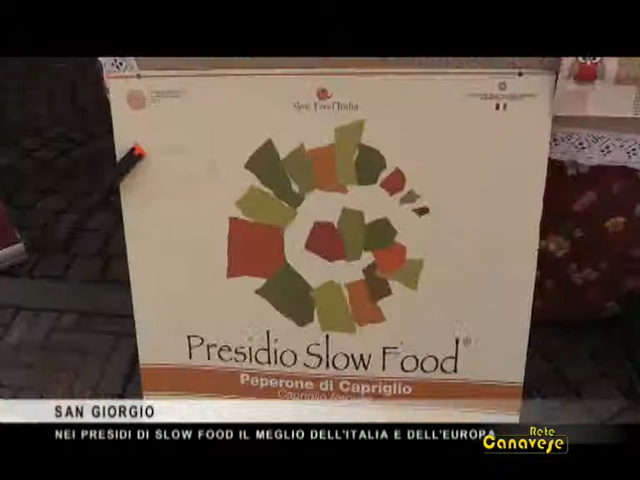 Slow Food Italia
Presidio Slow Food®
Peperone di Capriglio
SAN GIORGIO
NEI PRESIDI DI SLOW FOOD IL MEGLIO DELL'ITALIA E DELL'EUROPA
Rete
Canavese